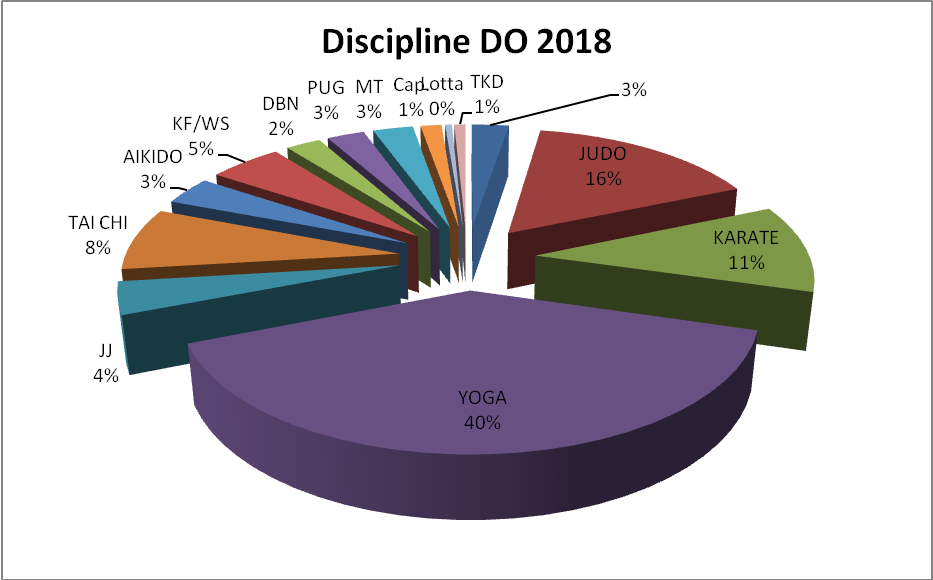 Discipline DO 2018
3%
JUDO
16%
KARATE
11%
YOGA
40%
JJ
4%
TAI CHI
8%
AIKIDO
3%
KF/WS
5%
DBN
2%
PUG
3%
MT
3%
Cap
1%
Lotta
0%
TKD
1%